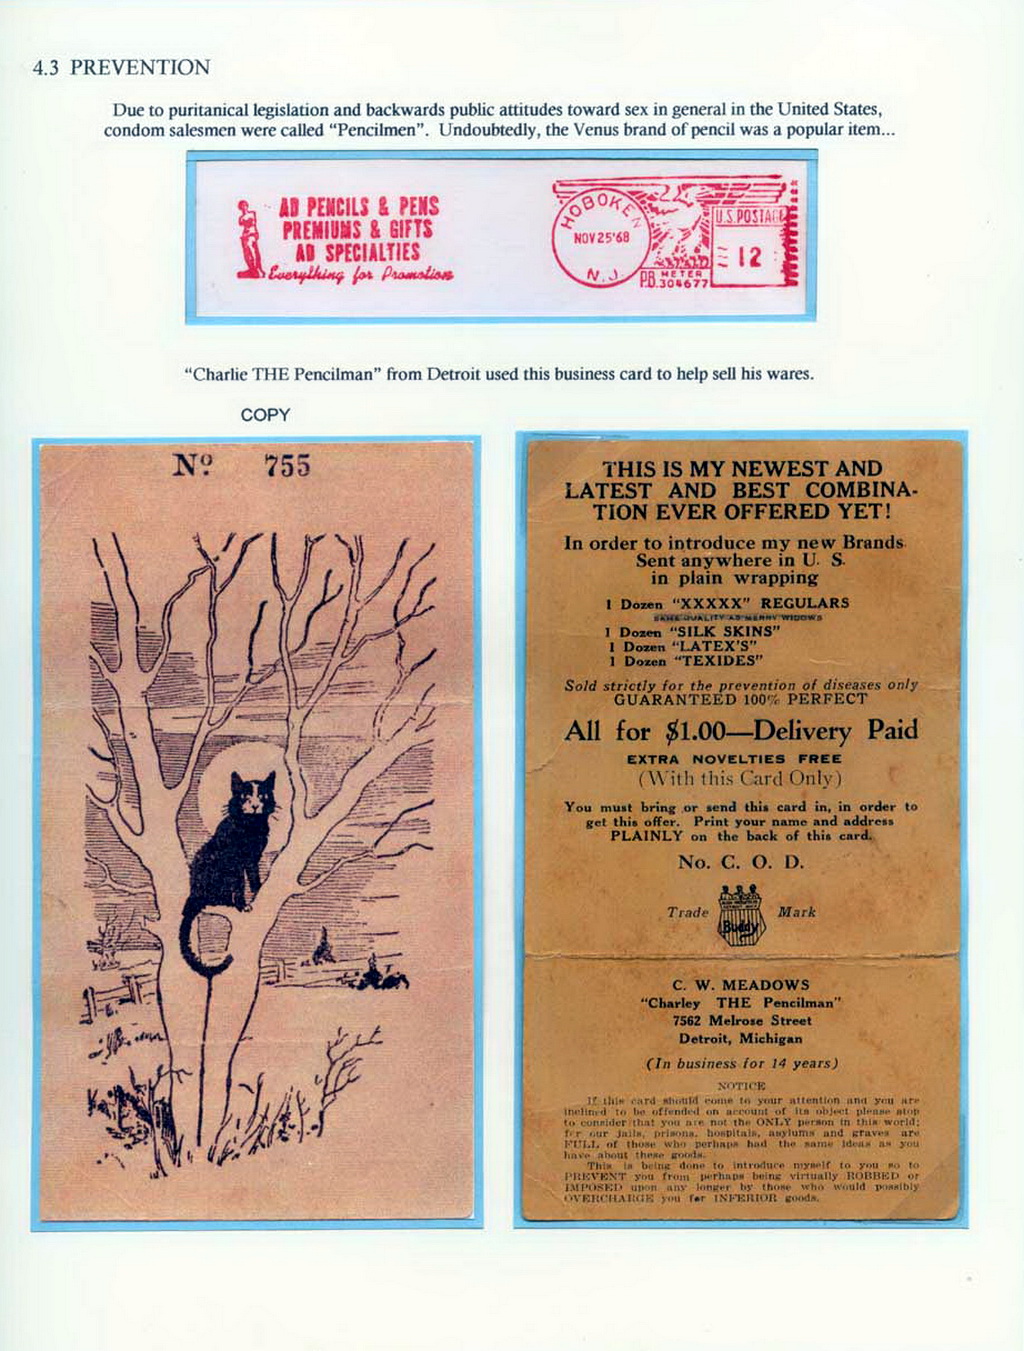 4.3 PREVENTION
Due to puritanical legislation and backwards public attitudes toward sex in general in the United States,
condom salesmen were called "Pencilmen". Undoubtedly, the Venus brand of pencil was a popular item...
AD PENCILS & PENS
PREMIUMS & GIFTS
AD SPECIALTIES
Everything for Promotion
HOBOKEN
NOV 25'68
N.J.
U.S. POSTAGE
12
P.B. METER
304677
"Charlie THE Pencilman" from Detroit used this business card to help sell his wares.
COPY
Nº 755
THIS IS MY NEWEST AND
LATEST AND BEST COMBINA-
TION EVER OFFERED YET!
In order to introduce my new Brands
Sent anywhere in U. S.
in plain wrapping
1 Dozen "XXXXX" REGULARS
SAME QUALITY AS MERRY WIDOWS
1 Dozen "SILK SKINS"
1 Dozen "LATEX'S"
1 Dozen "TEXIDES"
Sold strictly for the prevention of diseases only
GUARANTEED 100% PERFECT
All for $1.00—Delivery Paid
EXTRA NOVELTIES FREE
(With this Card Only)
You must bring or send this card in, in order to
get this offer. Print your name and address
PLAINLY on the back of this card.
No. C. O. D.
Trade Buddy Mark
C. W. MEADOWS
"Charley THE Pencilman"
7562 Melrose Street
Detroit, Michigan
(In business for 14 years)
NOTICE
If this card should come to your attention and you are
inclined to be offended on account of its object please stop
to consider that you are not the ONLY person in this world;
for our jails, prisons, hospitals, asylums and graves are
FULL of those who perhaps had the same ideas as you
have about these goods.
This is being done to introduce myself to you so to
PREVENT you from perhaps being virtually ROBBED or
IMPOSED upon any longer by those who would possibly
OVERCHARGE you for INFERIOR goods.